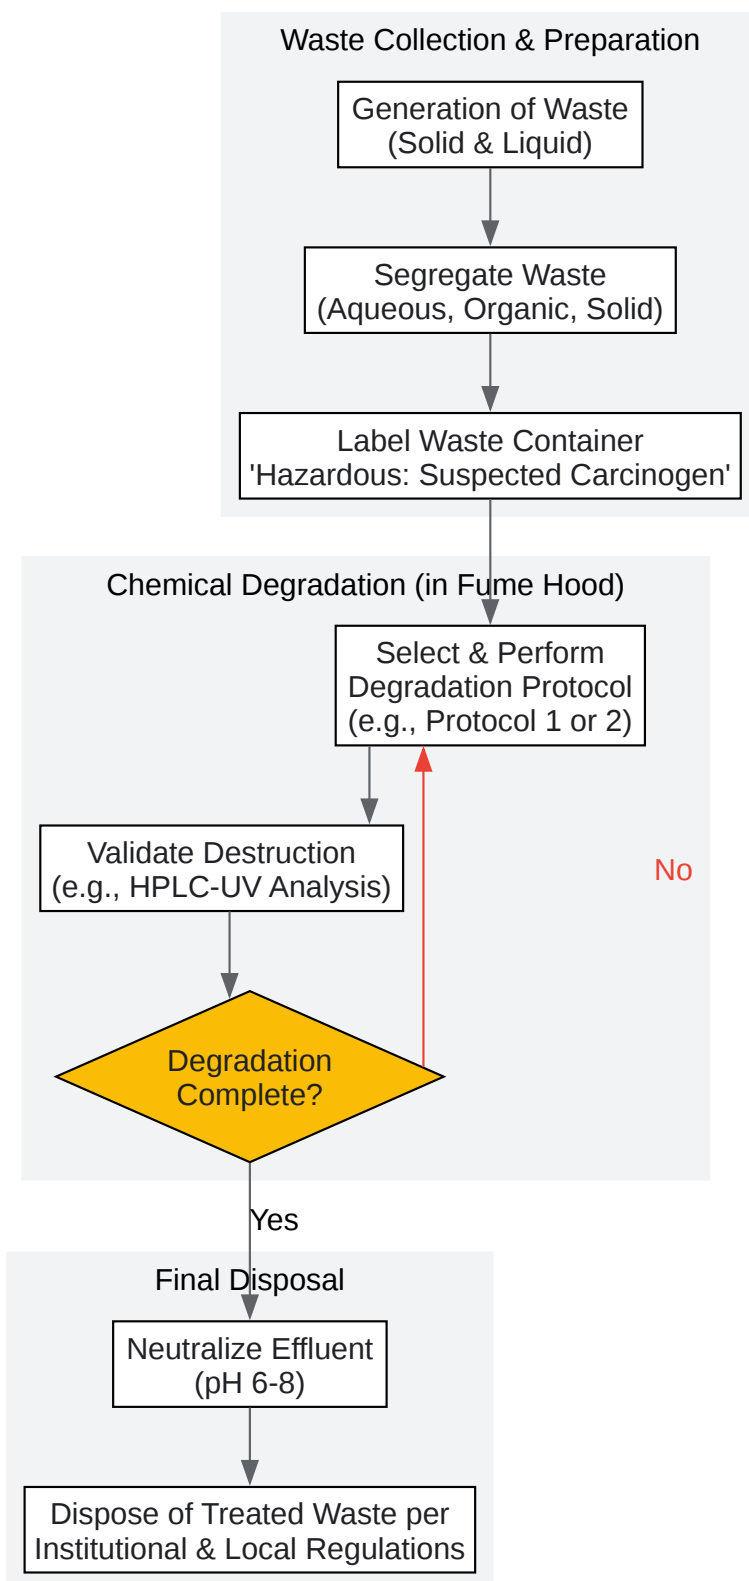 Waste Collection & Preparation
Generation of Waste
(Solid & Liquid)
Segregate Waste
(Aqueous, Organic, Solid)
Label Waste Container
'Hazardous: Suspected Carcinogen'
Chemical Degradation (in Fume Hood)
Select & Perform
Degradation Protocol
(e.g., Protocol 1 or 2)
Validate Destruction
(e.g., HPLC-UV Analysis)
No
Degradation
Complete?
Yes
Final Disposal
Neutralize Effluent
(pH 6-8)
Dispose of Treated Waste per
Institutional & Local Regulations